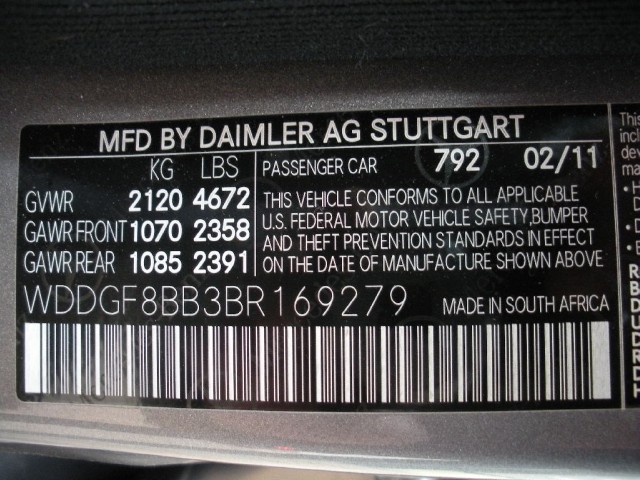 MFD BY DAIMLER AG STUTTGART
KG LBS
GVWR 2120 4672
GAWR FRONT 1070 2358
GAWR REAR 1085 2391
PASSENGER CAR 792 02/11
THIS VEHICLE CONFORMS TO ALL APPLICABLE
U.S. FEDERAL MOTOR VEHICLE SAFETY,BUMPER
AND THEFT PREVENTION STANDARDS IN EFFECT
ON THE DATE OF MANUFACTURE SHOWN ABOVE.
WDDGF8BB3BR169279 MADE IN SOUTH AFRICA